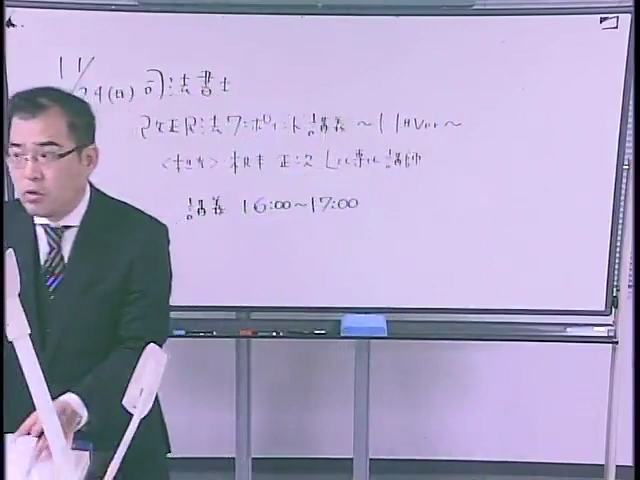 11/24(日) 司法書士
改正民法ワンポイント講義 ～11月Ver～
<担当> 根本 正次 LEC専任講師
講義 16:00～17:00